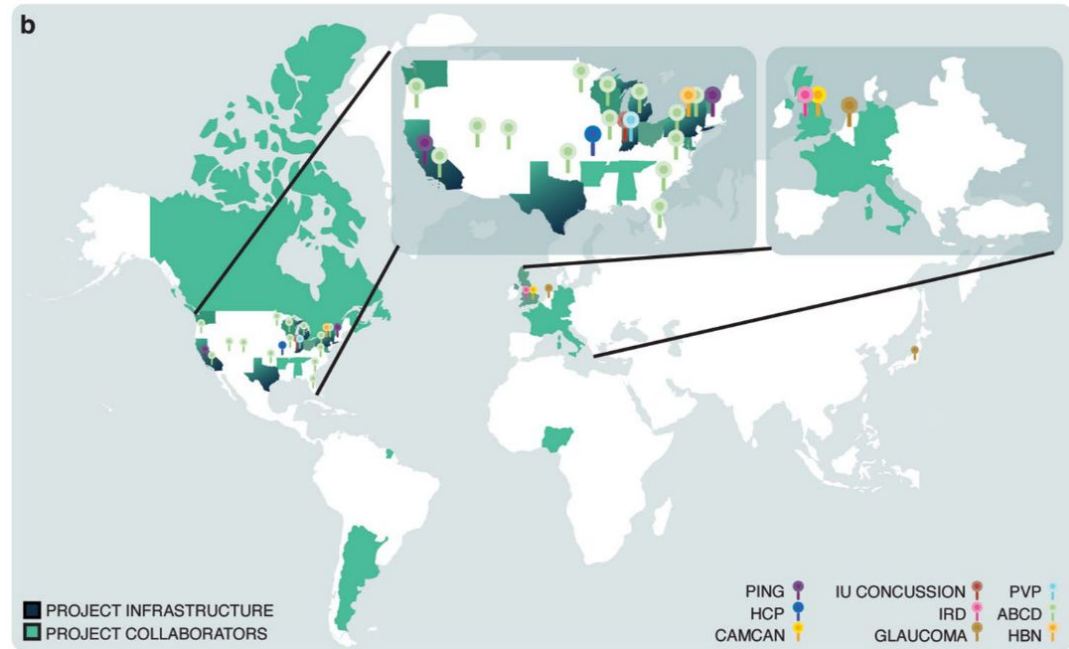 b
PROJECT INFRASTRUCTURE
PROJECT COLLABORATORS
PING
HCP
CAMCAN
IU CONCUSSION
IRD
GLAUCOMA
PVP
ABCD
HBN